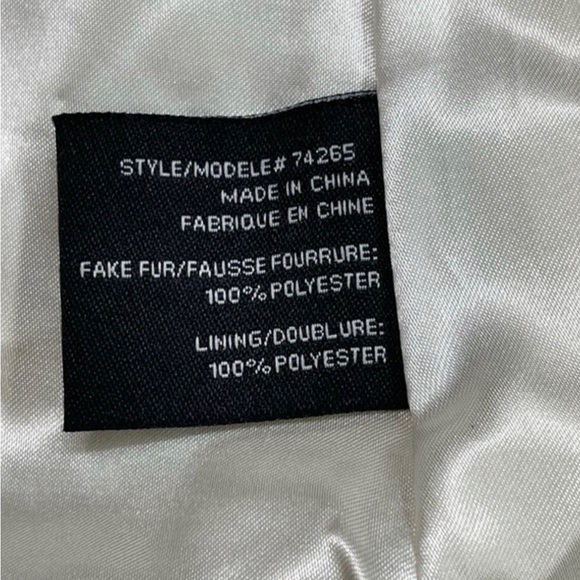 STYLE/MODELE# 74265
MADE IN CHINA
FABRIQUE EN CHINE
FAKE FUR/FAUSSE FOURRURE:
100% POLYESTER
LINING/DOUBLURE:
100% POLYESTER